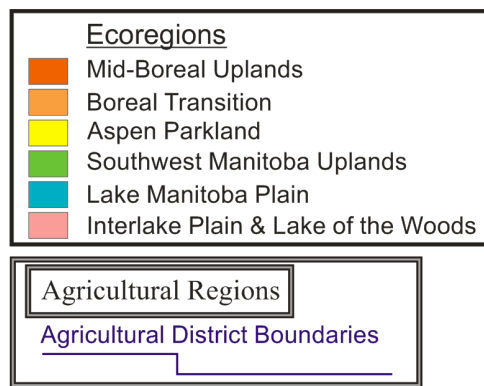 Ecoregions
Mid-Boreal Uplands
Boreal Transition
Aspen Parkland
Southwest Manitoba Uplands
Lake Manitoba Plain
Interlake Plain & Lake of the Woods
Agricultural Regions
Agricultural District Boundaries